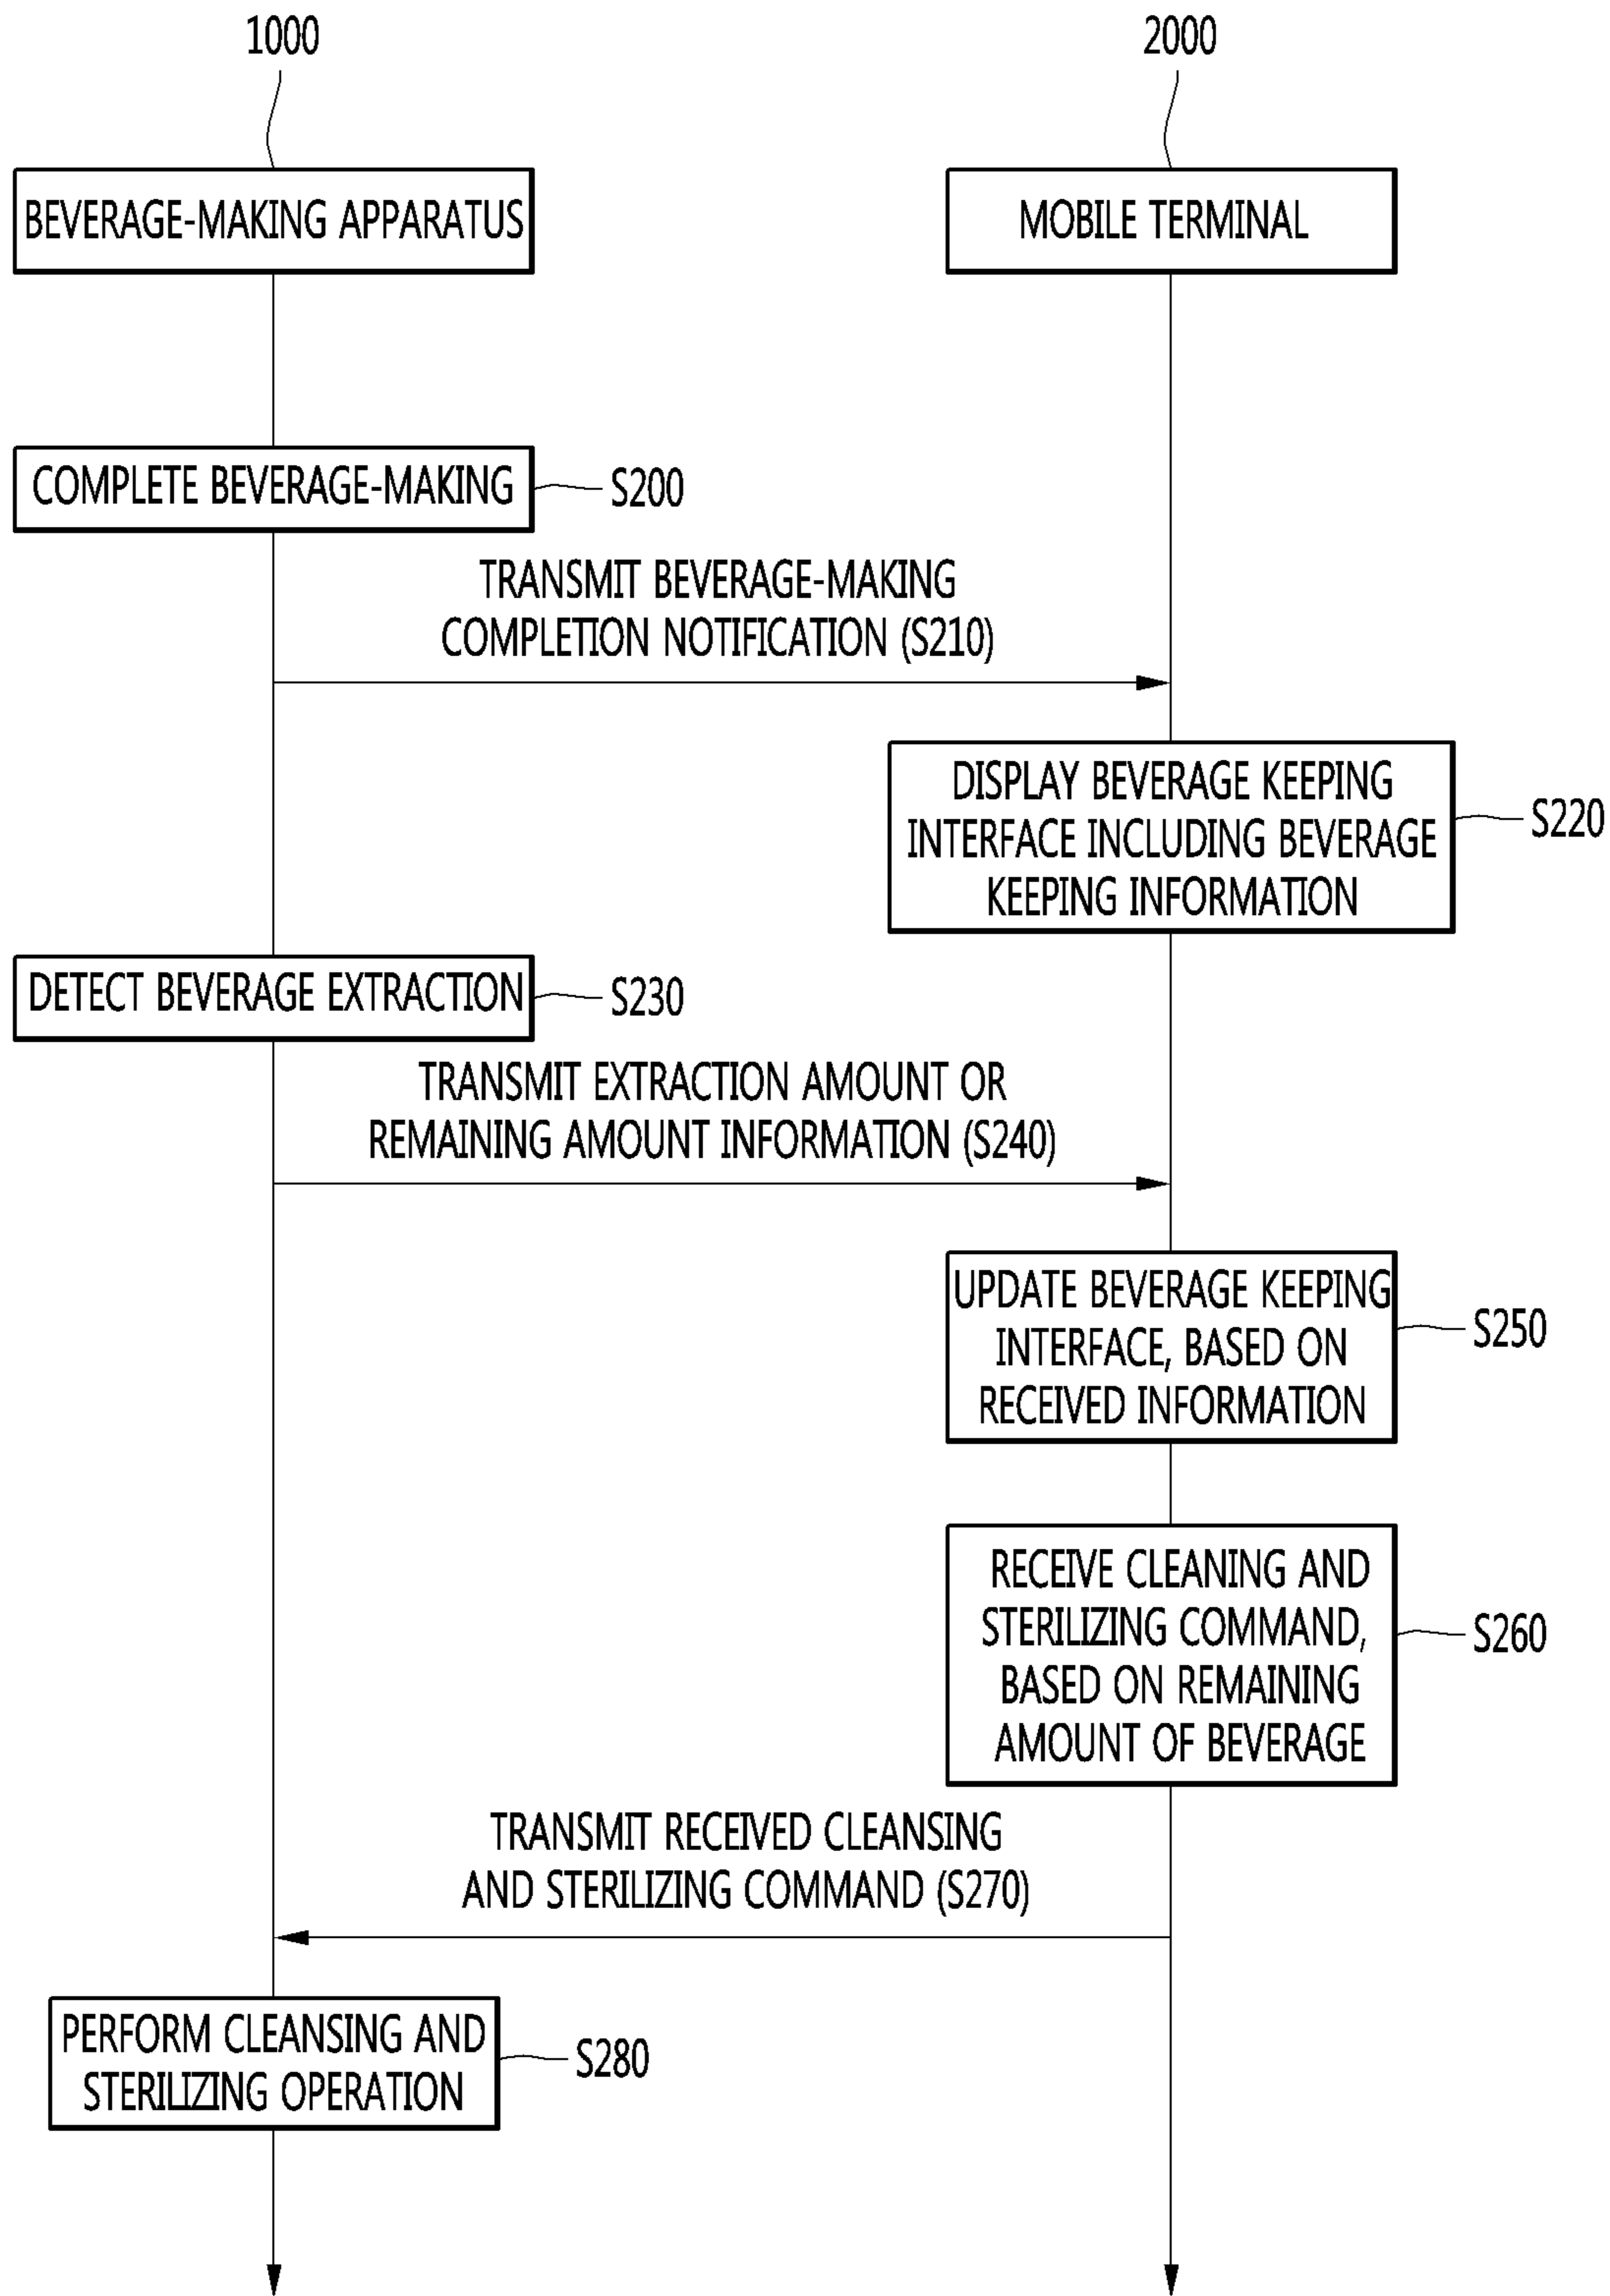 1000
2000
BEVERAGE-MAKING APPARATUS
MOBILE TERMINAL
COMPLETE BEVERAGE-MAKING
S200
TRANSMIT BEVERAGE-MAKING
COMPLETION NOTIFICATION (S210)
DISPLAY BEVERAGE KEEPING
INTERFACE INCLUDING BEVERAGE
KEEPING INFORMATION
S220
DETECT BEVERAGE EXTRACTION
S230
TRANSMIT EXTRACTION AMOUNT OR
REMAINING AMOUNT INFORMATION (S240)
UPDATE BEVERAGE KEEPING
INTERFACE, BASED ON
RECEIVED INFORMATION
S250
RECEIVE CLEANING AND
STERILIZING COMMAND,
BASED ON REMAINING
AMOUNT OF BEVERAGE
S260
TRANSMIT RECEIVED CLEANSING
AND STERILIZING COMMAND (S270)
PERFORM CLEANSING AND
STERILIZING OPERATION
S280